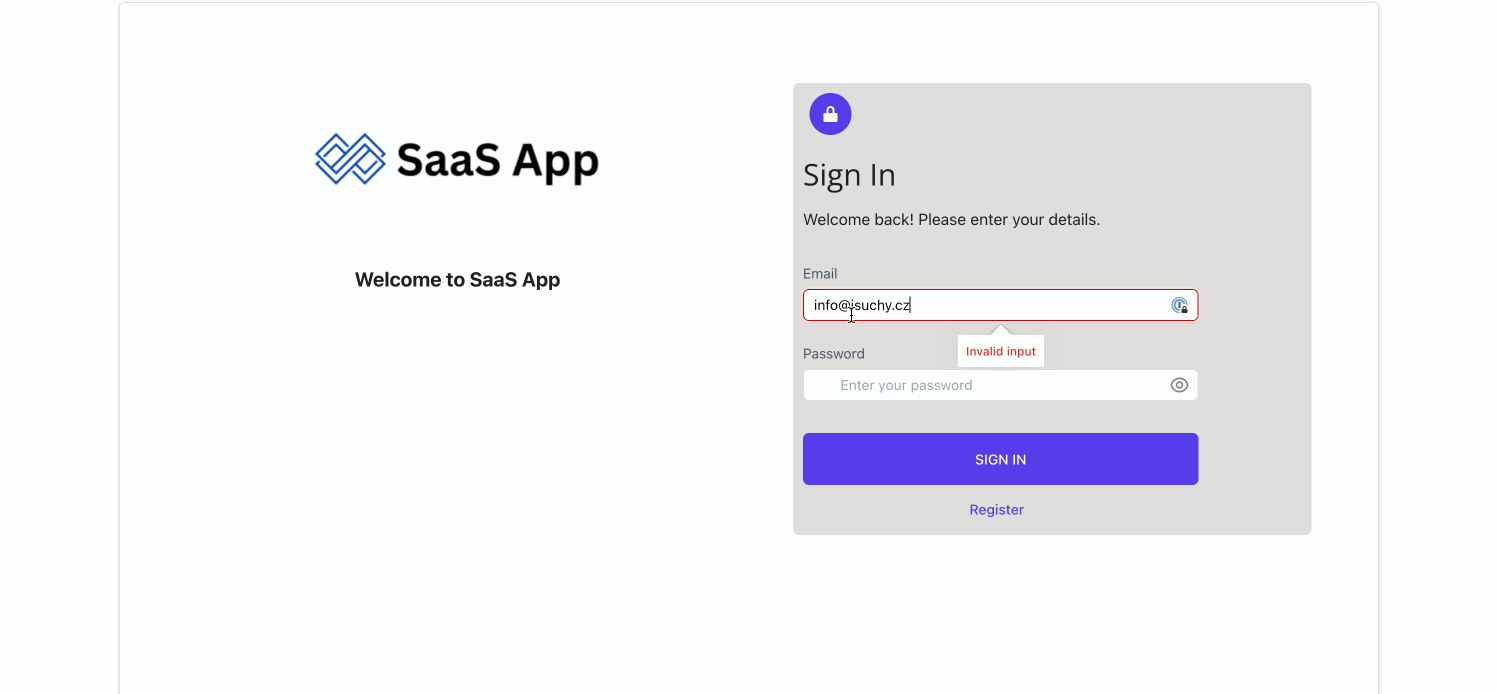 SaaS App
Welcome to SaaS App
Sign In
Welcome back! Please enter your details.
Email
info@jsuchy.cz
Invalid input
Password
Enter your password
SIGN IN
Register